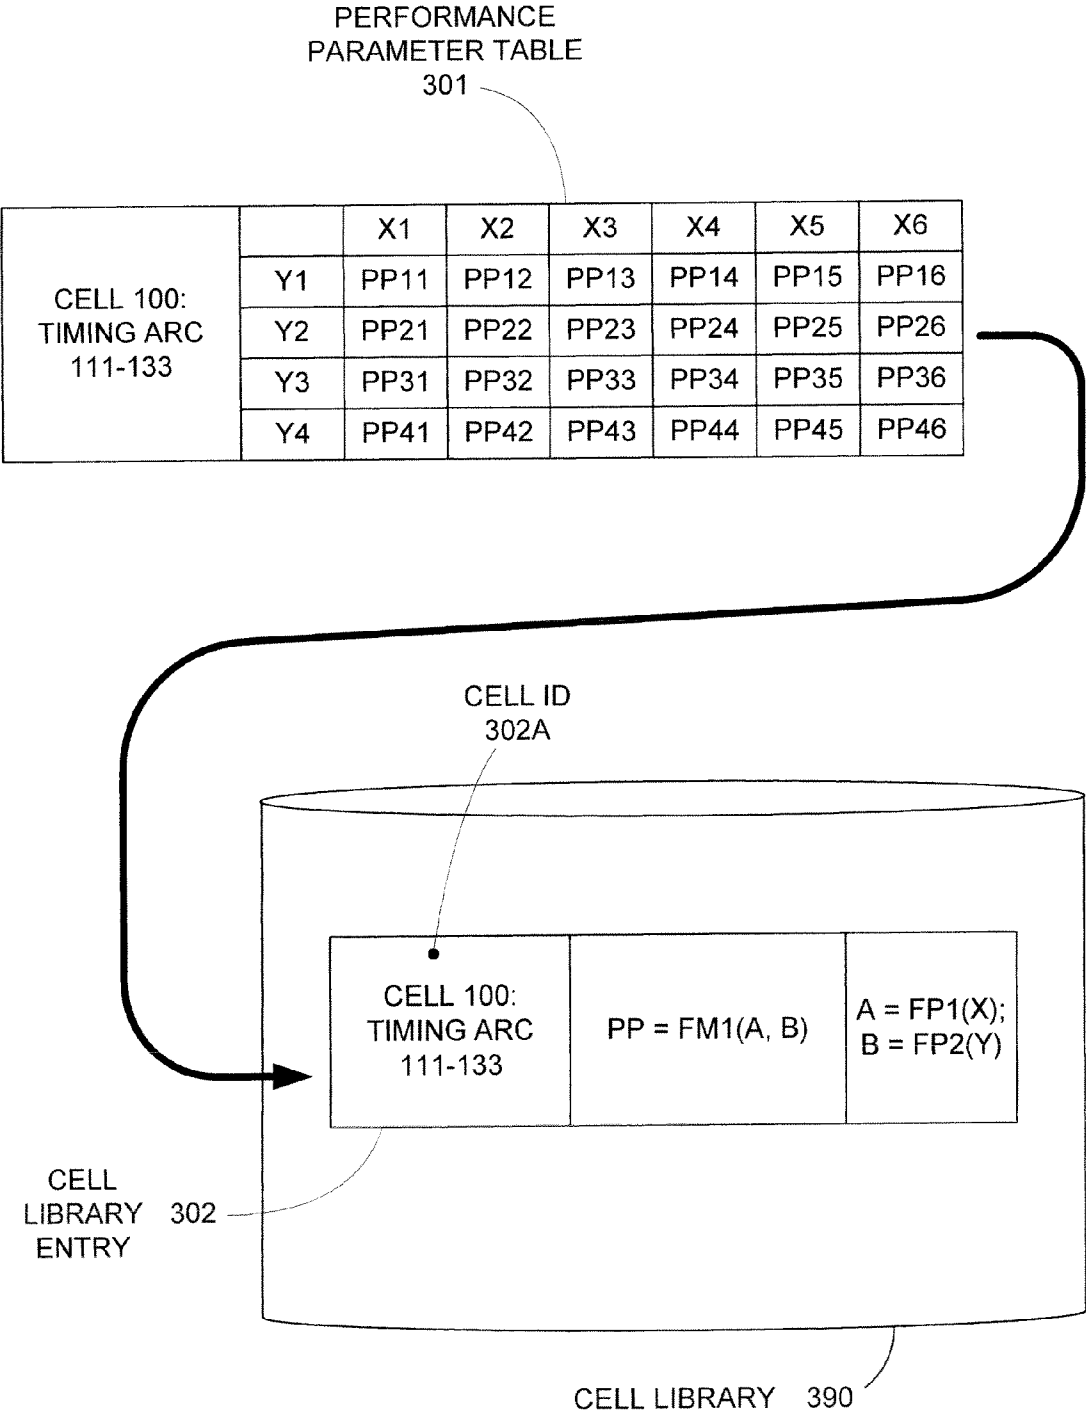 PERFORMANCE
PARAMETER TABLE
301
X1 X2 X3 X4 X5 X6
CELL 100:
TIMING ARC
111-133
Y1 PP11 PP12 PP13 PP14 PP15 PP16
Y2 PP21 PP22 PP23 PP24 PP25 PP26
Y3 PP31 PP32 PP33 PP34 PP35 PP36
Y4 PP41 PP42 PP43 PP44 PP45 PP46
CELL ID
302A
CELL 100:
TIMING ARC
111-133
PP = FM1(A, B)
A = FP1(X);
B = FP2(Y)
CELL
LIBRARY 302
ENTRY
CELL LIBRARY 390